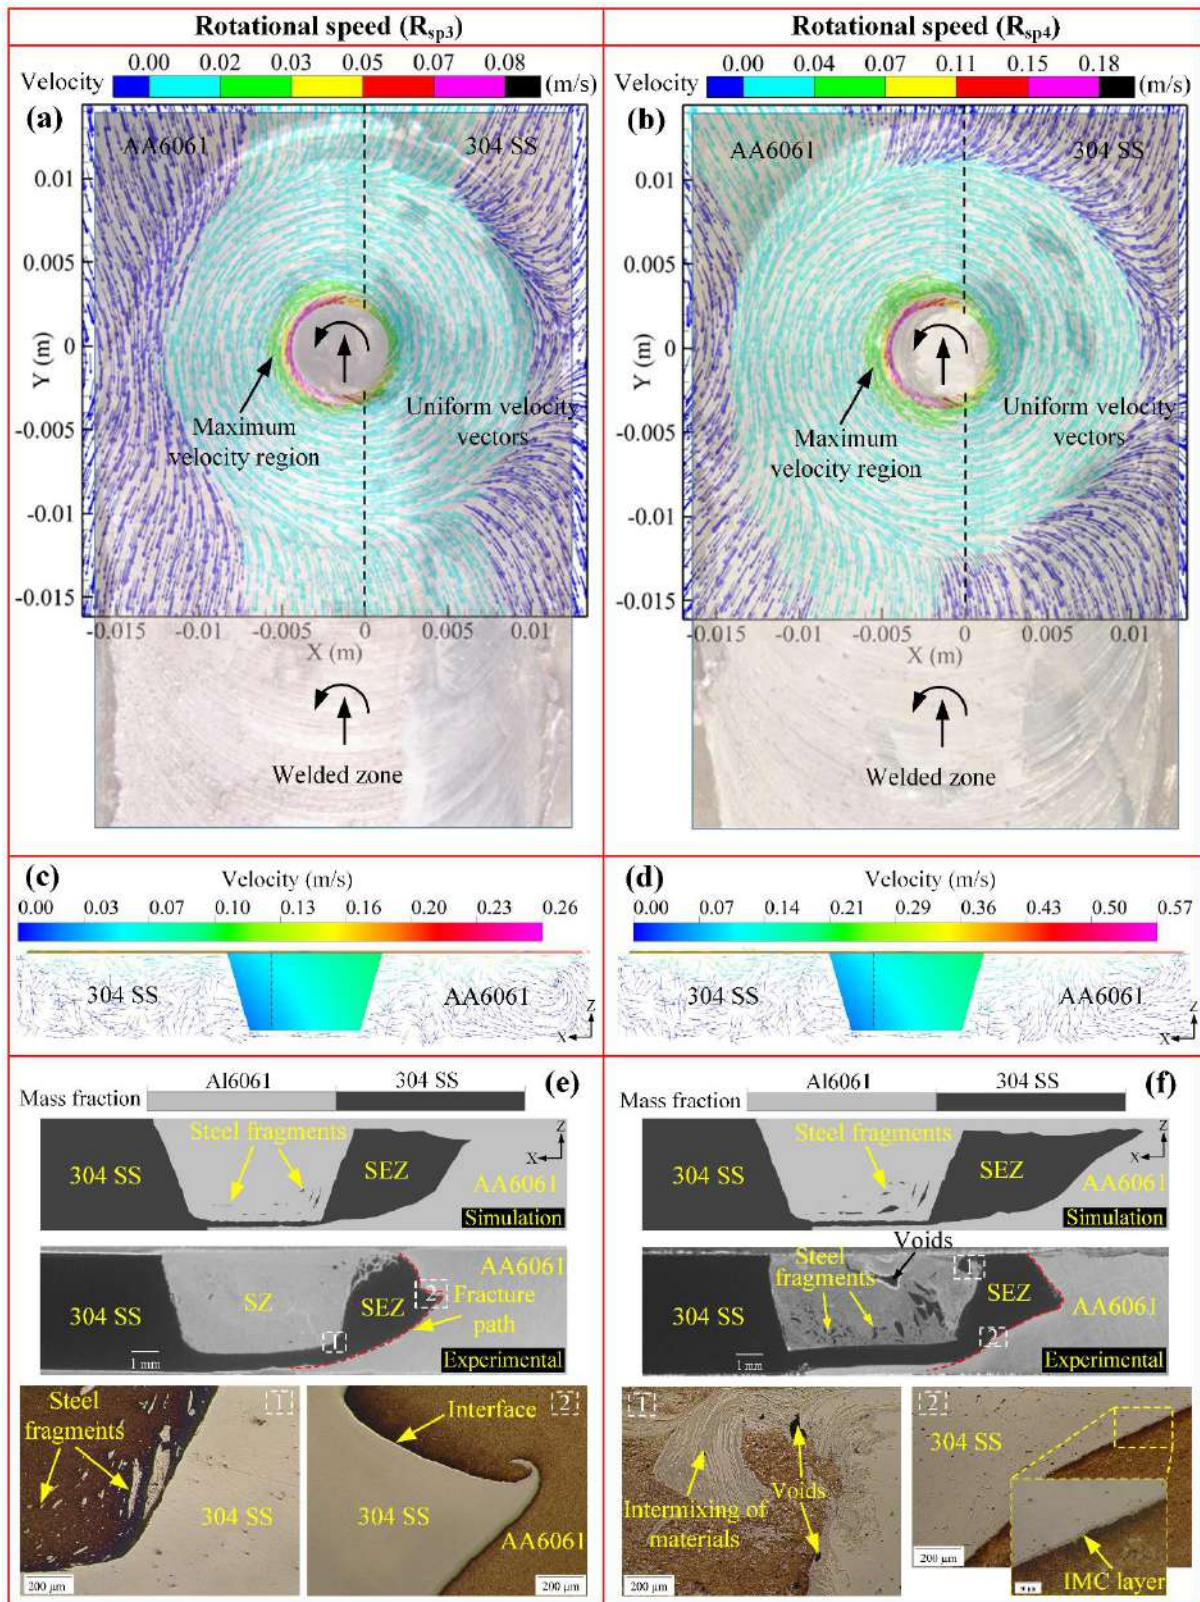 Rotational speed (Rsp3)
Rotational speed (Rsp4)
0.00 0.02 0.03 0.05 0.07 0.08
Velocity (m/s)
(a)
AA6061
304 SS
0.01
0.005
0
-0.005
-0.01
-0.015
Y (m)
Maximum
velocity region
Uniform velocity
vectors
-0.015 -0.01 -0.005 0 0.005 0.01
X (m)
Welded zone
0.00 0.04 0.07 0.11 0.15 0.18
Velocity (m/s)
(b)
AA6061
304 SS
0.01
0.005
0
-0.005
-0.01
-0.015
Y (m)
Maximum
velocity region
Uniform velocity
vectors
-0.015 -0.01 -0.005 0 0.005 0.01
X (m)
Welded zone
(c)
Velocity (m/s)
0.00 0.03 0.07 0.10 0.13 0.16 0.20 0.23 0.26
304 SS
AA6061
Z
X
(d)
Velocity (m/s)
0.00 0.07 0.14 0.21 0.29 0.36 0.43 0.50 0.57
304 SS
AA6061
Z
X
Al6061
304 SS
(e)
Mass fraction
Steel fragments
304 SS
SEZ
Z
X
AA6061
Simulation
304 SS
SZ
SEZ
AA6061
1
2
Fracture
path
1 mm
Experimental
Steel
fragments
1
304 SS
200 µm
Interface
2
304 SS
AA6061
200 µm
Al6061
304 SS
(f)
Mass fraction
Steel fragments
304 SS
SEZ
Z
X
AA6061
Simulation
Voids
Steel
fragments
304 SS
1
SEZ
2
AA6061
1 mm
Experimental
1
Intermixing of
materials
Voids
200 µm
2
304 SS
200 µm
IMC layer